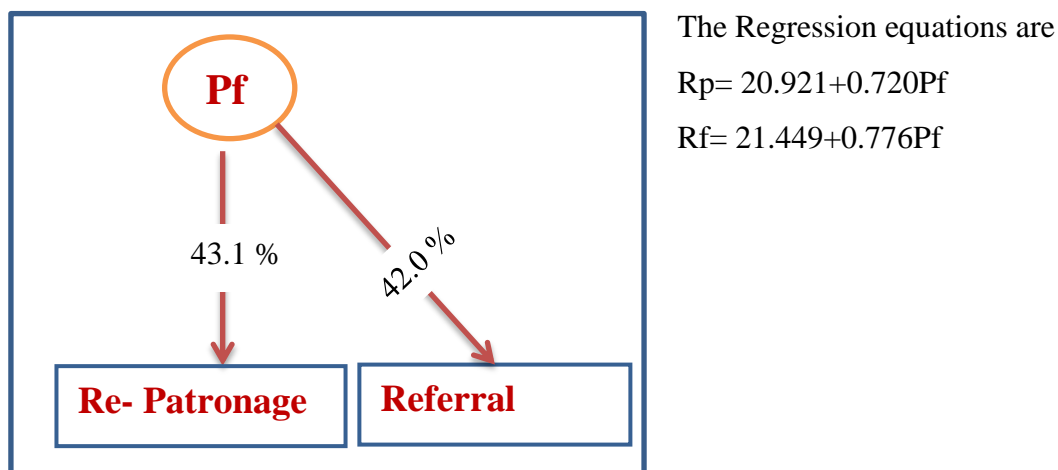 Pf
43.1 %
42.0 %
Re- Patronage
Referral
The Regression equations are
Rp= 20.921+0.720Pf
Rf= 21.449+0.776Pf